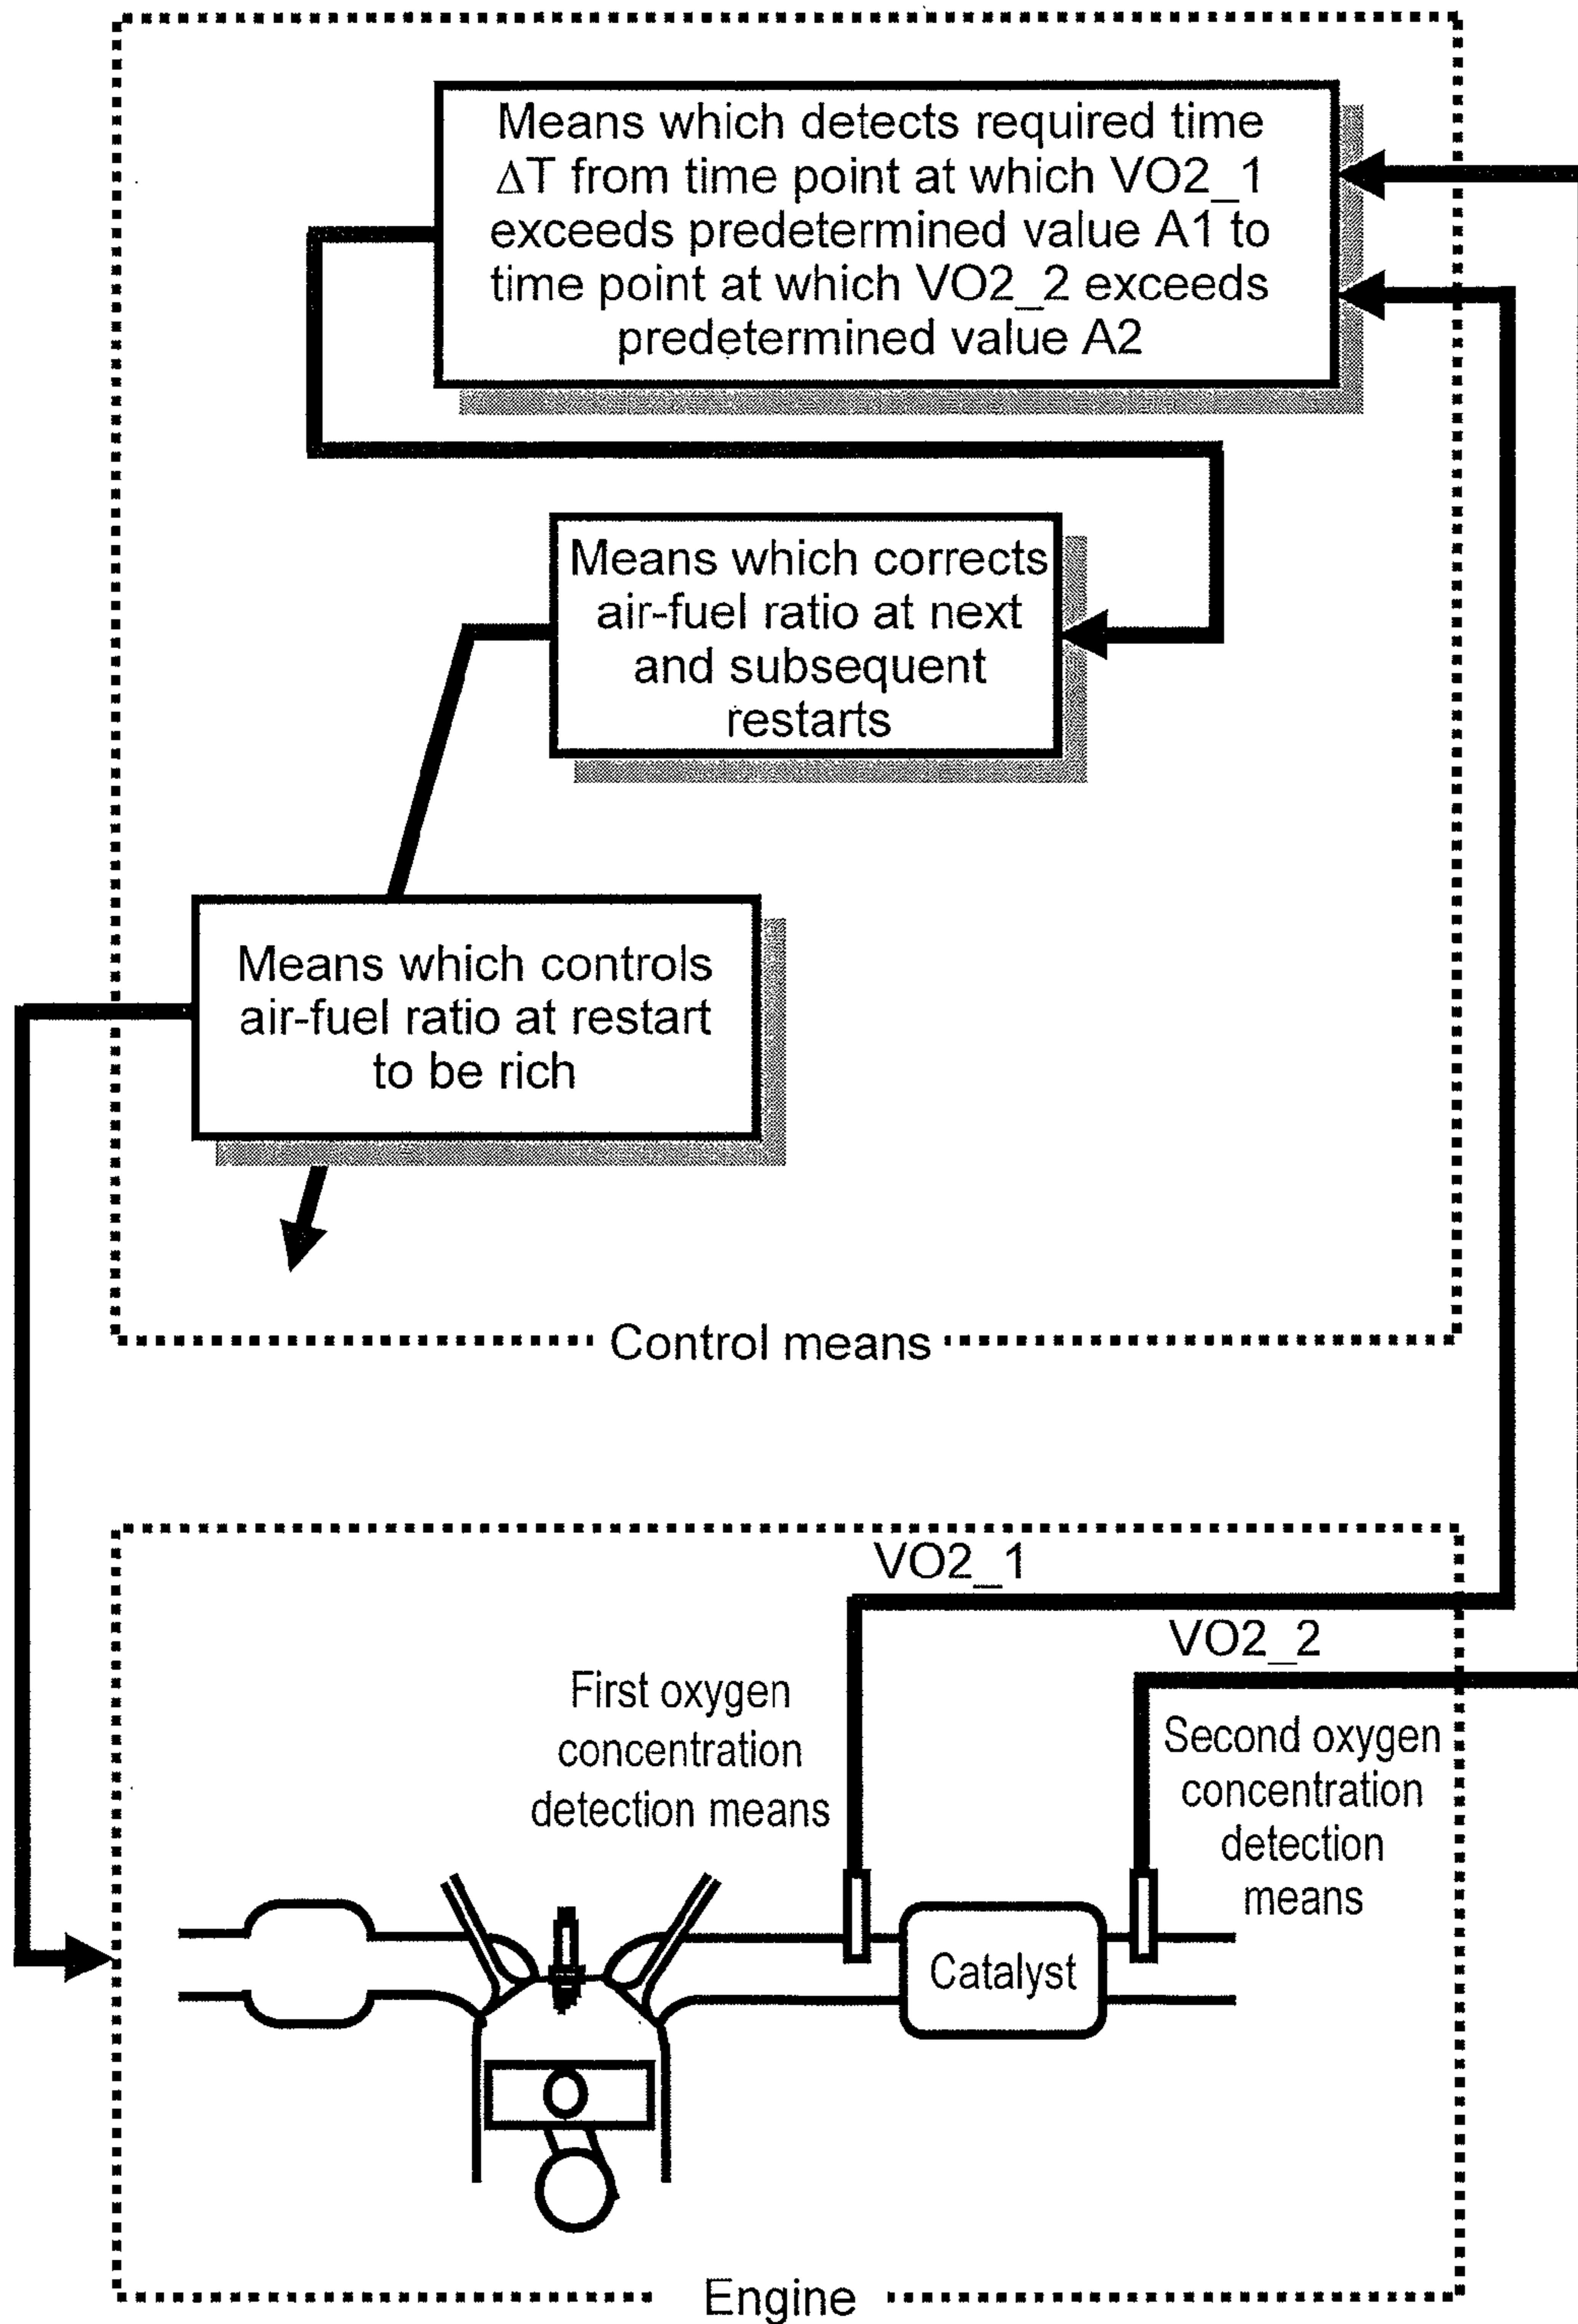 Means which detects required time
ΔT from time point at which VO2_1
exceeds predetermined value A1 to
time point at which VO2_2 exceeds
predetermined value A2
Means which corrects
air-fuel ratio at next
and subsequent
restarts
Means which controls
air-fuel ratio at restart
to be rich
Control means
VO2_1
VO2_2
First oxygen
concentration
detection means
Second oxygen
concentration
detection
means
Catalyst
Engine